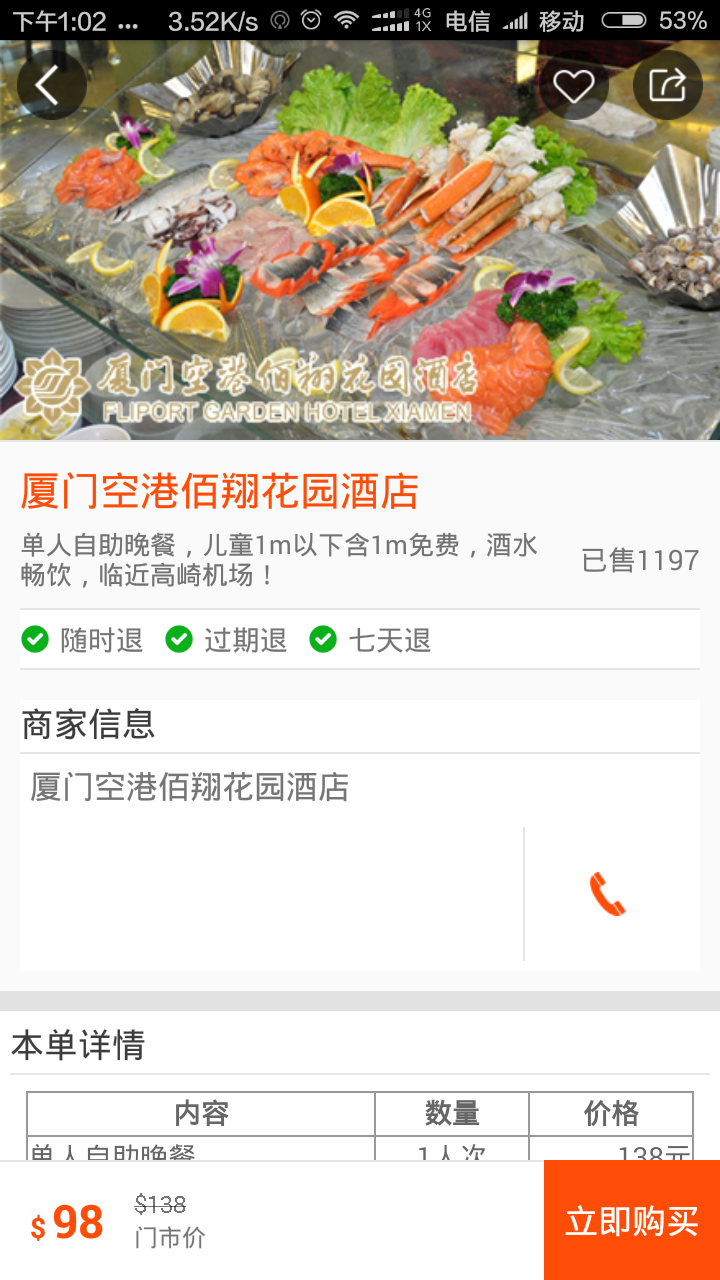 下午1:02 ... 3.52K/s 4G 1X 电信 移动 53%
厦门空港佰翔花园酒店
FLIPORT GARDEN HOTEL XIAMEN
厦门空港佰翔花园酒店
单人自助晚餐，儿童1m以下含1m免费，酒水
畅饮，临近高崎机场！
已售1197
随时退 过期退 七天退
商家信息
厦门空港佰翔花园酒店
本单详情
内容 数量 价格
单人自助晚餐 1人次 138元
$98 $138
门市价
立即购买